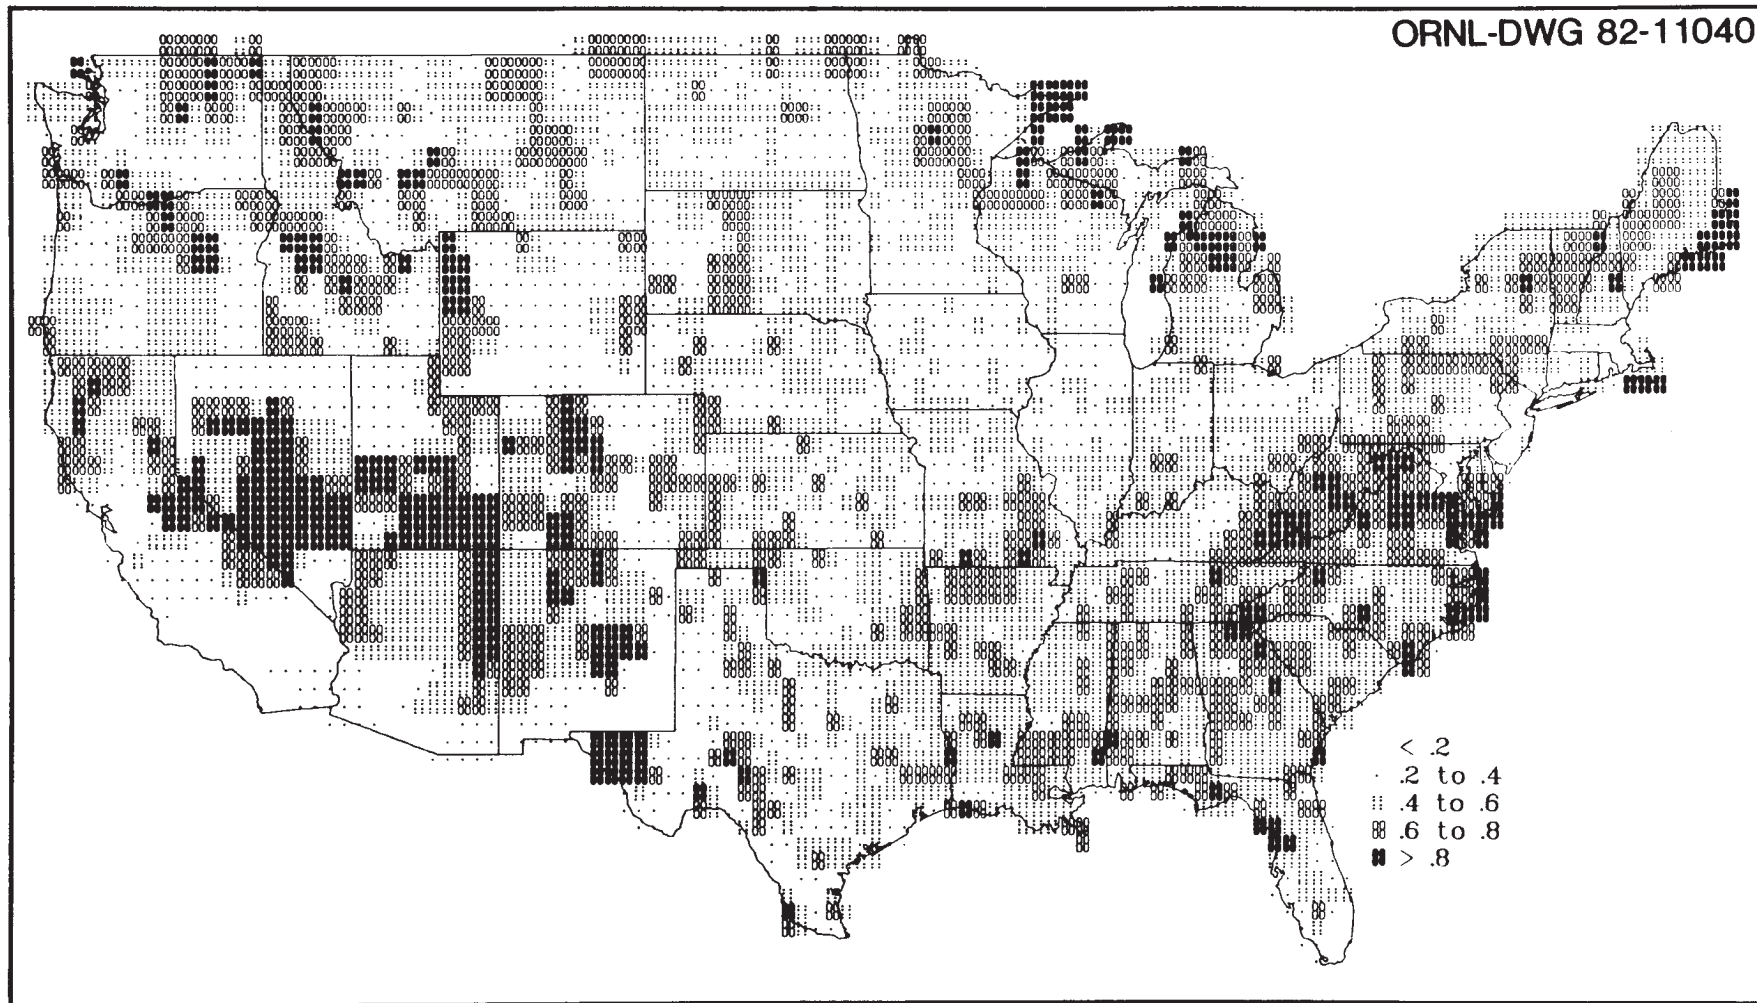 ORNL-DWG 82-11040
< .2
.2 to .4
.4 to .6
.6 to .8
> .8